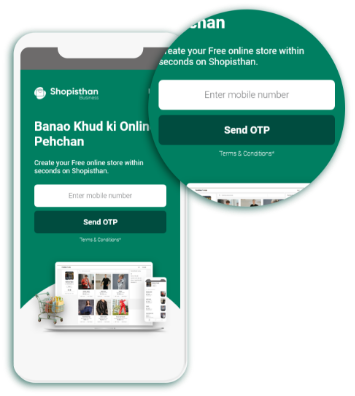 Shopisthan
Business
Banao Khud ki Onlin
Pehchan
Create your Free online store within
seconds on Shopisthan.
Enter mobile number
Send OTP
Terms & Conditions*
chan
Create your Free online store within
seconds on Shopisthan.
Enter mobile number
Send OTP
Terms & Conditions*